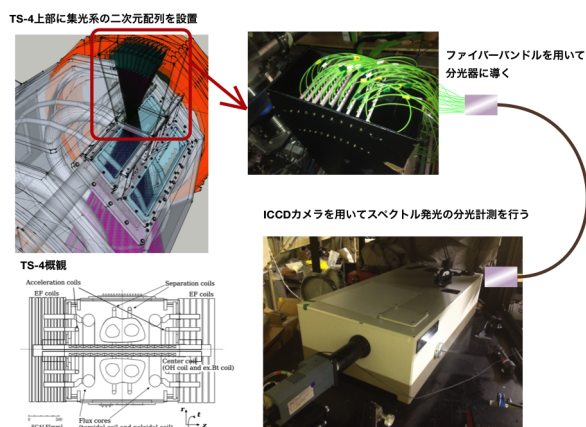 TS-4上部に集光系の二次元配列を設置
ファイバーバンドルを用いて
分光器に導く
ICCDカメラを用いてスペクトル発光の分光計測を行う
TS-4概観
Acceleration coils
Separation coils
EF coils
EF coils
Center coil
(OH coil and ex.Bt coil)
Flux cores
(toroidal coil and poloidal coil)
r
t
z